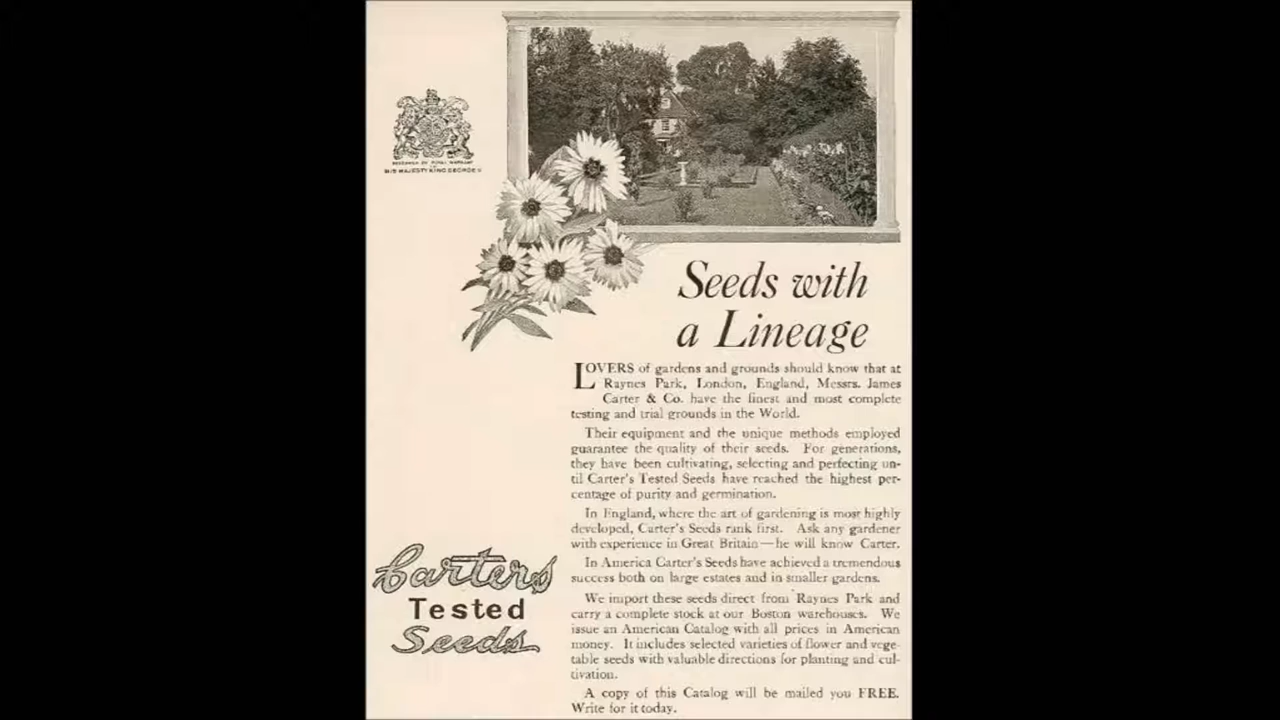 SEEDSMEN BY ROYAL WARRANT
HIS MAJESTY KING GEORGE V
Seeds with
a Lineage
LOVERS of gardens and grounds should know that at
Raynes Park, London, England, Messrs. James
Carter & Co. have the finest and most complete
testing and trial grounds in the World.
Their equipment and the unique methods employed
guarantee the quality of their seeds. For generations,
they have been cultivating, selecting and perfecting un-
til Carter's Tested Seeds have reached the highest per-
centage of purity and germination.
In England, where the art of gardening is most highly
developed, Carter's Seeds rank first. Ask any gardener
with experience in Great Britain—he will know Carter.
In America Carter's Seeds have achieved a tremendous
success both on large estates and in smaller gardens.
We import these seeds direct from Raynes Park and
carry a complete stock at our Boston warehouses. We
issue an American Catalog with all prices in American
money. It includes selected varieties of flower and vege-
table seeds with valuable directions for planting and cul-
tivation.
A copy of this Catalog will be mailed you FREE.
Write for it today.
Carters
Tested
Seeds